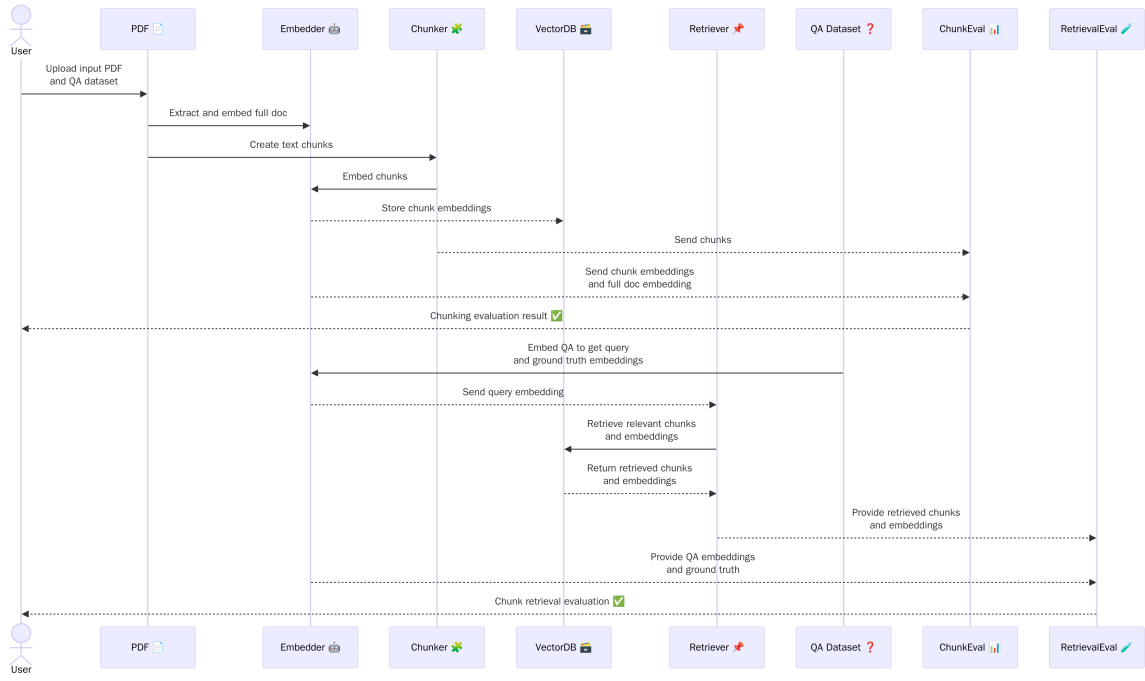 PDF 📄
Embedder 🤖
Chunker 🧩
VectorDB 🗃️
Retriever 📌
QA Dataset ❓
ChunkEval 📊
RetrievalEval 🧪
User
Upload input PDF
and QA dataset
Extract and embed full doc
Create text chunks
Embed chunks
Store chunk embeddings
Send chunks
Send chunk embeddings
and full doc embedding
Chunking evaluation result ✅
Embed QA to get query
and ground truth embeddings
Send query embedding
Retrieve relevant chunks
and embeddings
Return retrieved chunks
and embeddings
Provide retrieved chunks
and embeddings
Provide QA embeddings
and ground truth
Chunk retrieval evaluation ✅
PDF 📄
Embedder 🤖
Chunker 🧩
VectorDB 🗃️
Retriever 📌
QA Dataset ❓
ChunkEval 📊
RetrievalEval 🧪
User